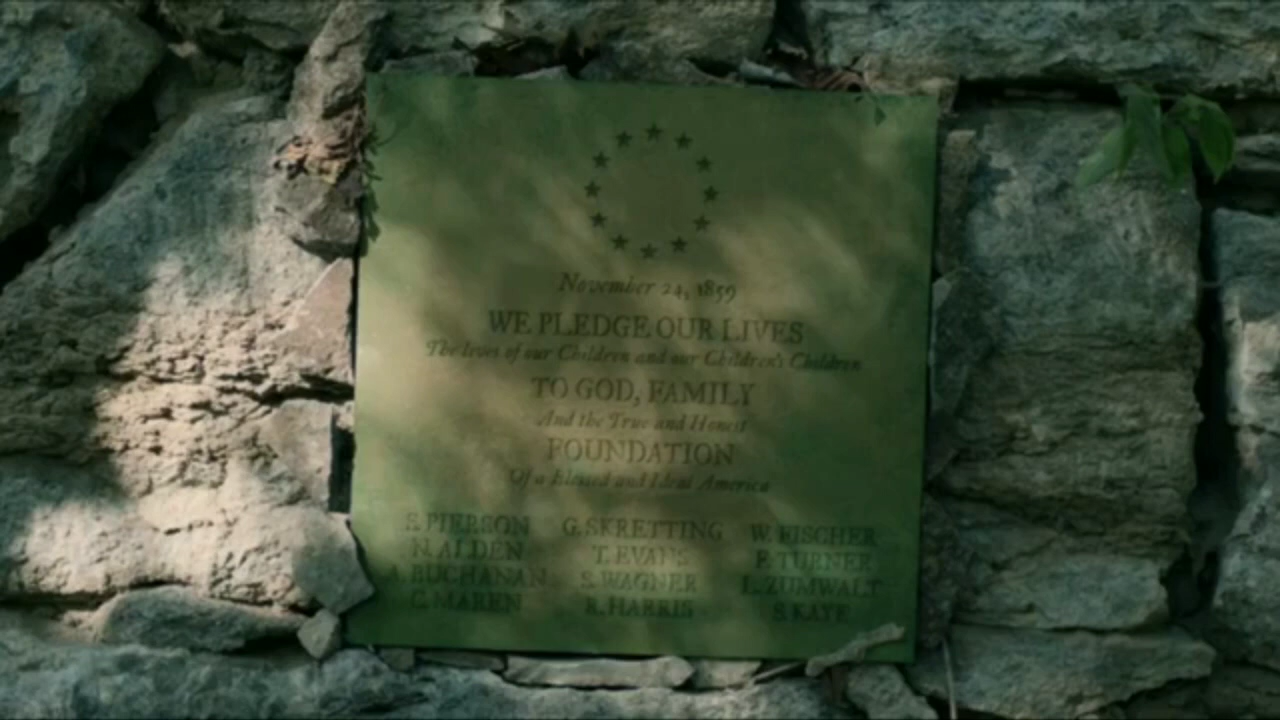 November 24, 1859
WE PLEDGE OUR LIVES
The lives of our Children and our Children's Children
TO GOD, FAMILY
And the True and Honest
FOUNDATION
Of a Blessed and Ideal America
S. PIERSON G. SKRETTING W. FISCHER
N. ALDEN T. EVANS P. TURNER
A. BUCHANAN S. WAGNER L. ZUMWALT
C. MAREN R. HARRIS S. KAYE